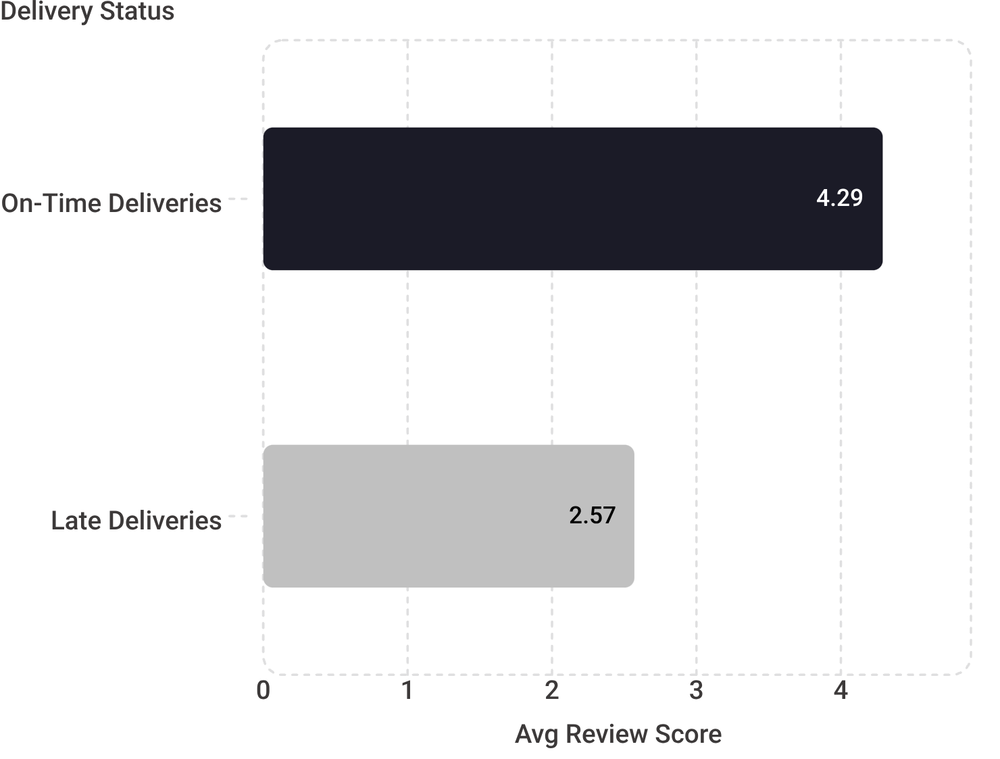 Delivery Status
On-Time Deliveries
4.29
Late Deliveries
2.57
0 1 2 3 4
Avg Review Score